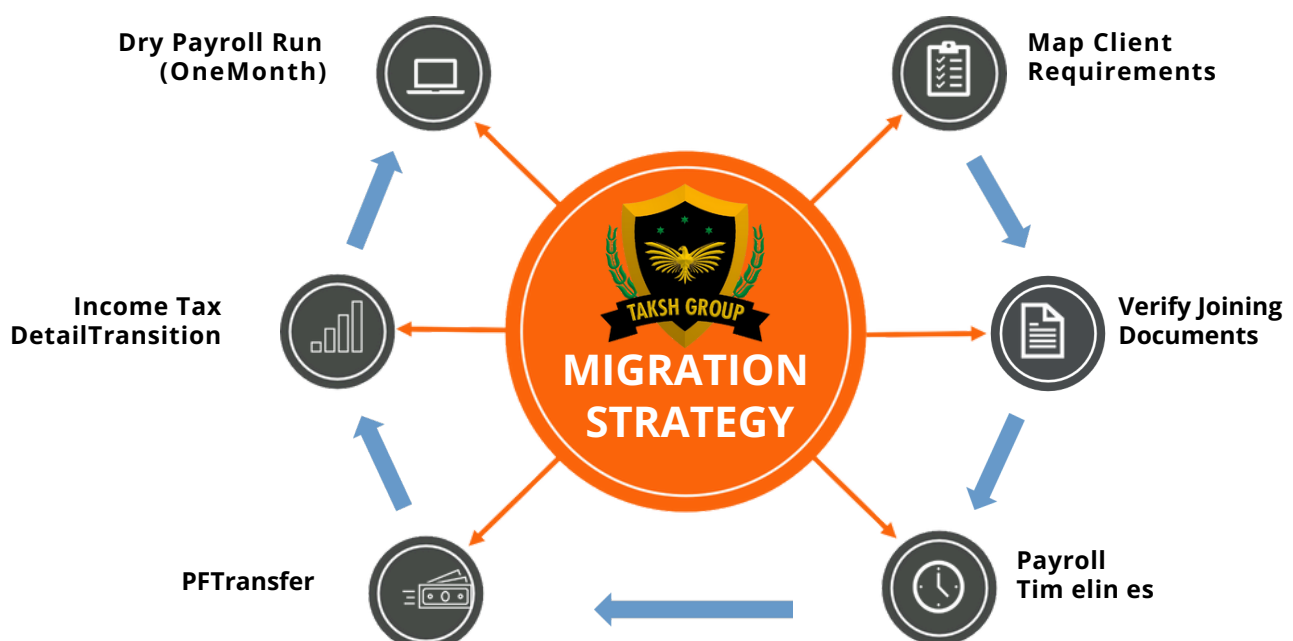 Dry Payroll Run
(OneMonth)
Map Client
Requirements
TAKSH GROUP
MIGRATION
STRATEGY
Income Tax
DetailTransition
Verify Joining
Documents
PFTransfer
Payroll
Tim elin es